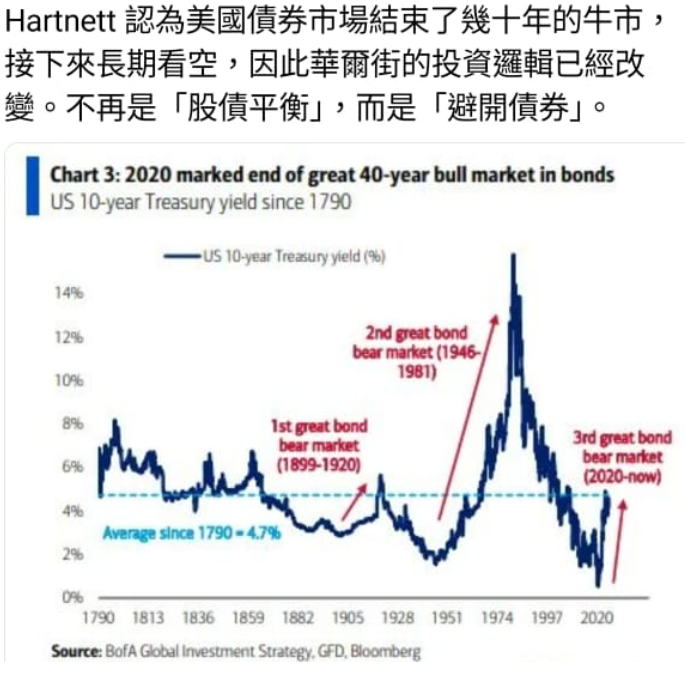 Hartnett 認為美國債券市場結束了幾十年的牛市，
接下來長期看空，因此華爾街的投資邏輯已經改
變。不再是「股債平衡」，而是「避開債券」。
Chart 3: 2020 marked end of great 40-year bull market in bonds
US 10-year Treasury yield since 1790
US 10-year Treasury yield (%)
14%
12%
10%
8%
6%
4%
2%
0%
2nd great bond
bear market (1946-
1981)
1st great bond
bear market
(1899-1920)
3rd great bond
bear market
(2020-now)
Average since 1790 = 4.7%
1790 1813 1836 1859 1882 1905 1928 1951 1974 1997 2020
Source: BofA Global Investment Strategy, GFD, Bloomberg